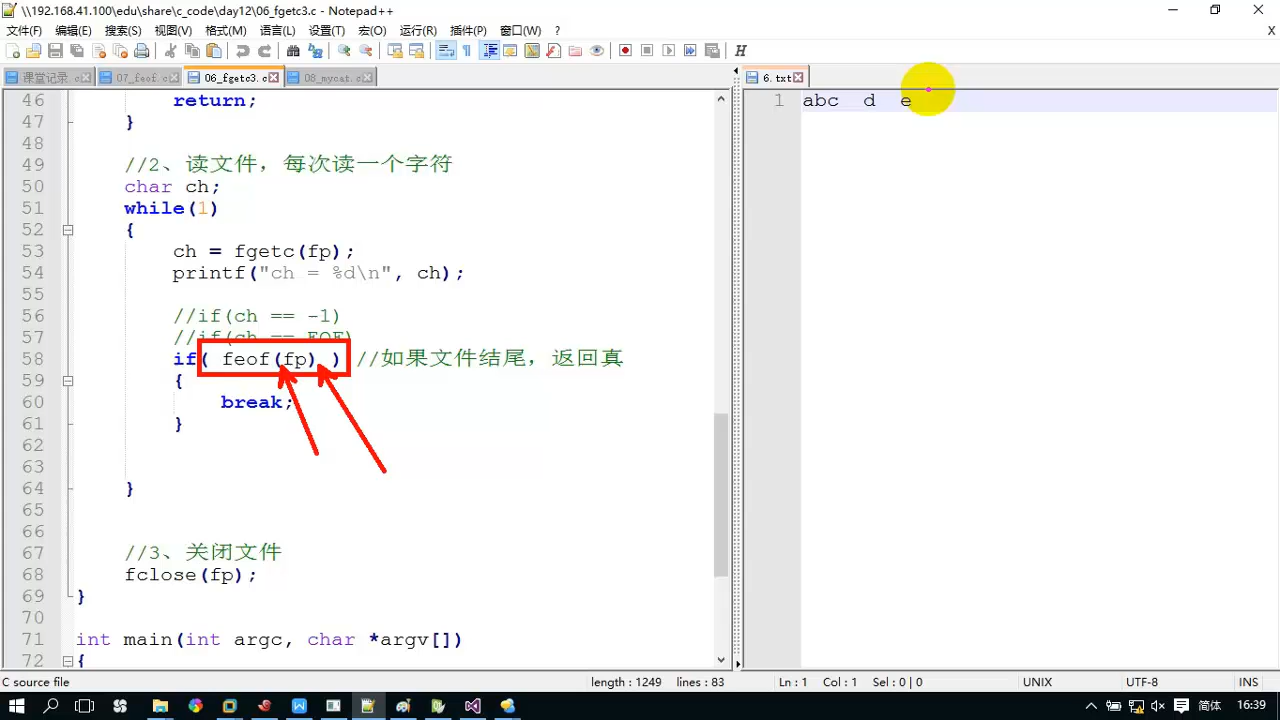 \\192.168.41.100\edu\share\c_code\day12\06_fgetc3.c - Notepad++
文件(F) 编辑(E) 搜索(S) 视图(V) 格式(M) 语言(L) 设置(T) 宏(O) 运行(R) 插件(P) 窗口(W) ? X
课堂记录.c 07_feof.c 06_fgetc3.c 08_mycat.c 6.txt
46 return;
47 }
48
49 //2、读文件，每次读一个字符
50 char ch;
51 while(1)
52 {
53 ch = fgetc(fp);
54 printf("ch = %d\n", ch);
55
56 //if(ch == -1)
57 //if(ch == EOF)
58 if( feof(fp) ) //如果文件结尾，返回真
59 {
60 break;
61 }
62
63
64 }
65
66
67 //3、关闭文件
68 fclose(fp);
69 }
70
71 int main(int argc, char *argv[])
72 {
1 abc  d  e
C source file length : 1249 lines : 83 Ln : 1 Col : 1 Sel : 0 | 0 UNIX UTF-8 INS
简体 16:39